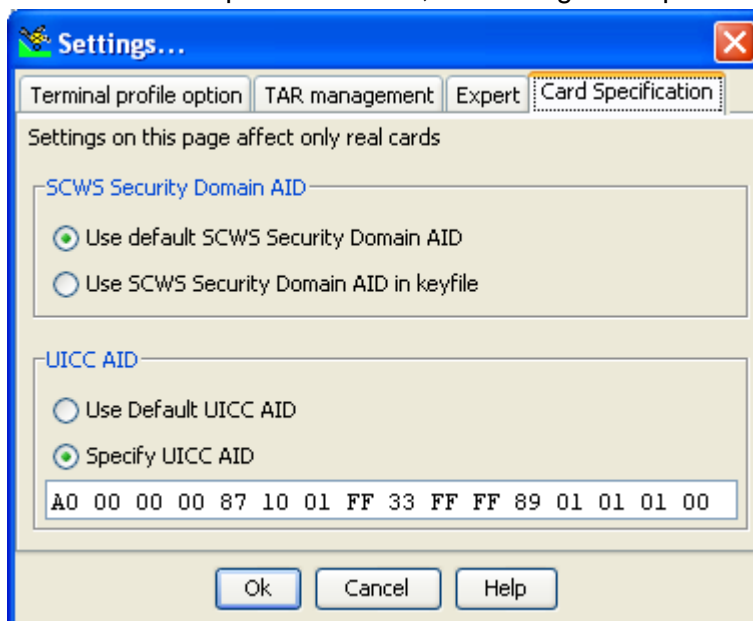 Settings...
Terminal profile option TAR management Expert Card Specification
Settings on this page affect only real cards
SCWS Security Domain AID
Use default SCWS Security Domain AID
Use SCWS Security Domain AID in keyfile
UICC AID
Use Default UICC AID
Specify UICC AID
A0 00 00 00 87 10 01 FF 33 FF FF 89 01 01 01 00
Ok Cancel Help